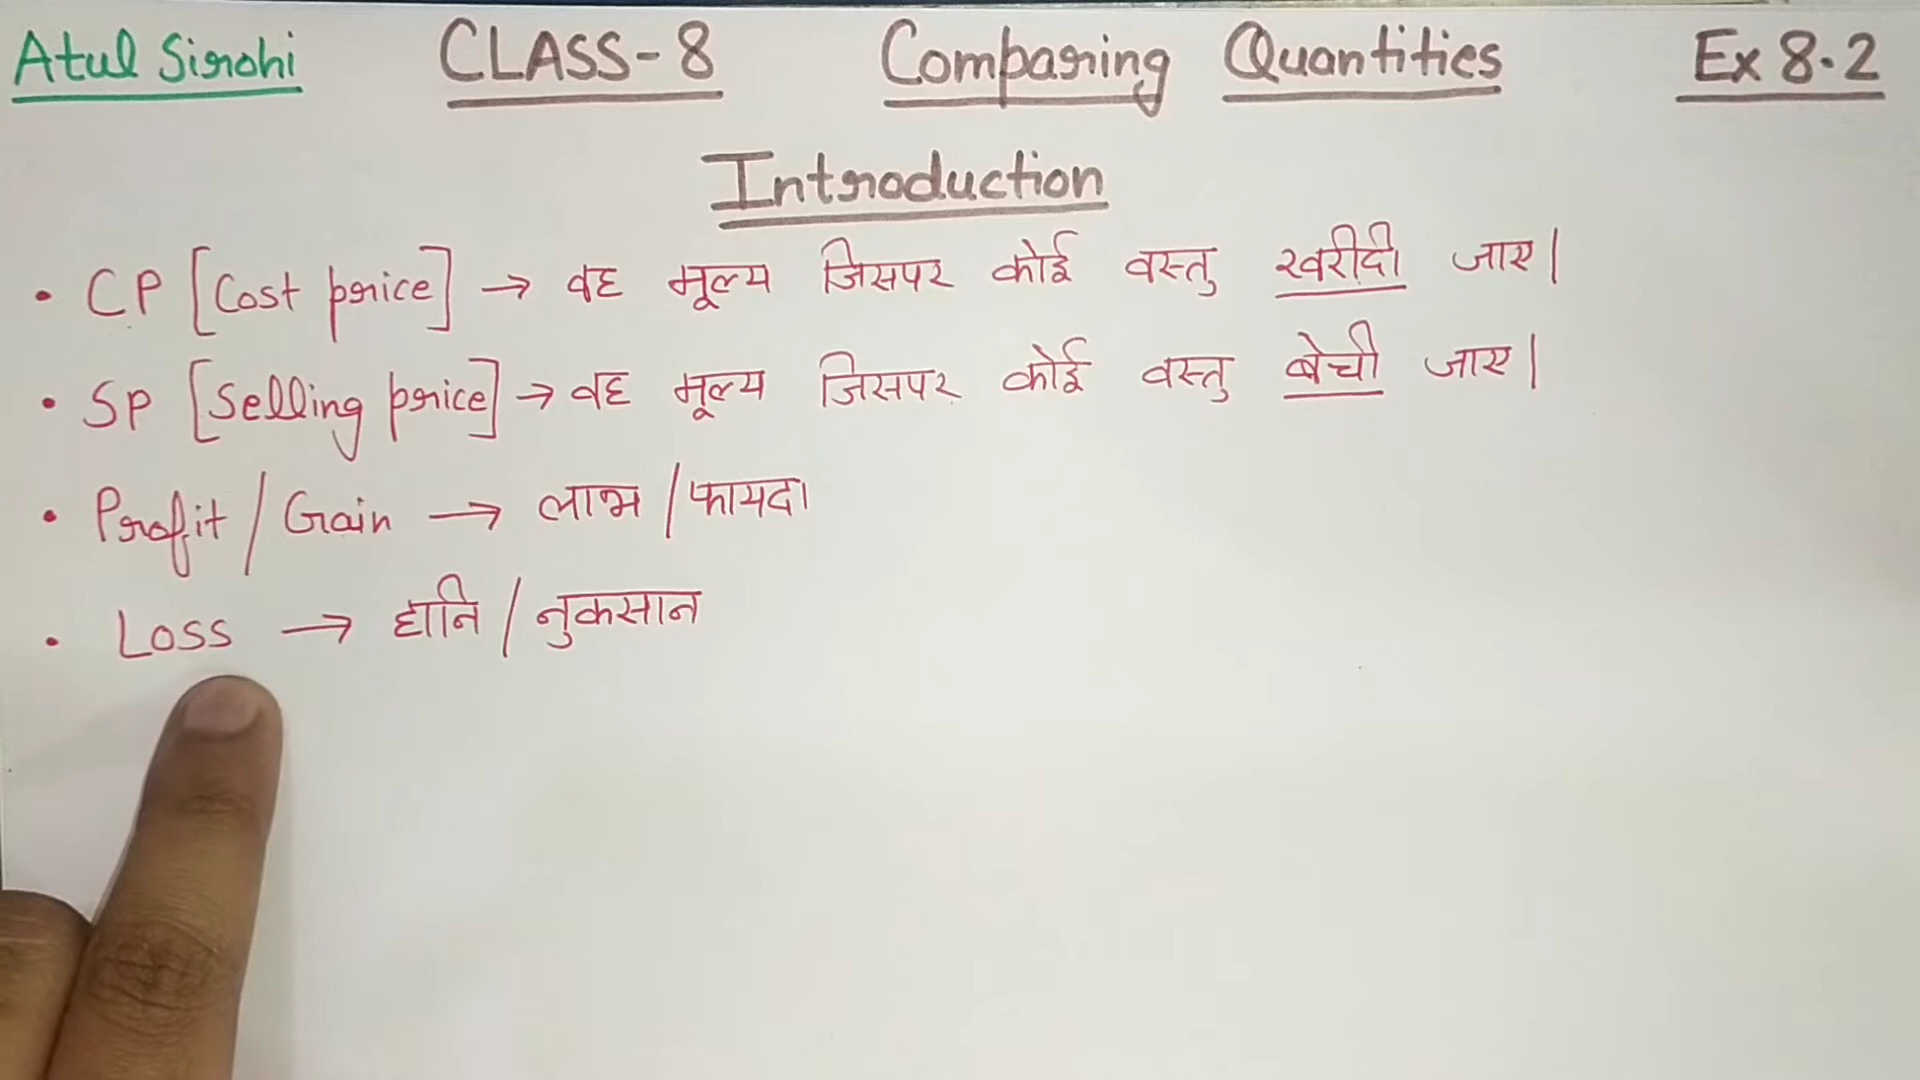 Atul Sirohi CLASS-8 Comparing Quantities Ex 8.2
Introduction
• CP [Cost price] → वह मूल्य जिसपर कोई वस्तु खरीदी जाए।
• SP [Selling price] → वह मूल्य जिसपर कोई वस्तु बेची जाए।
• Profit / Gain → लाभ / फायदा
• Loss → हानि / नुकसान